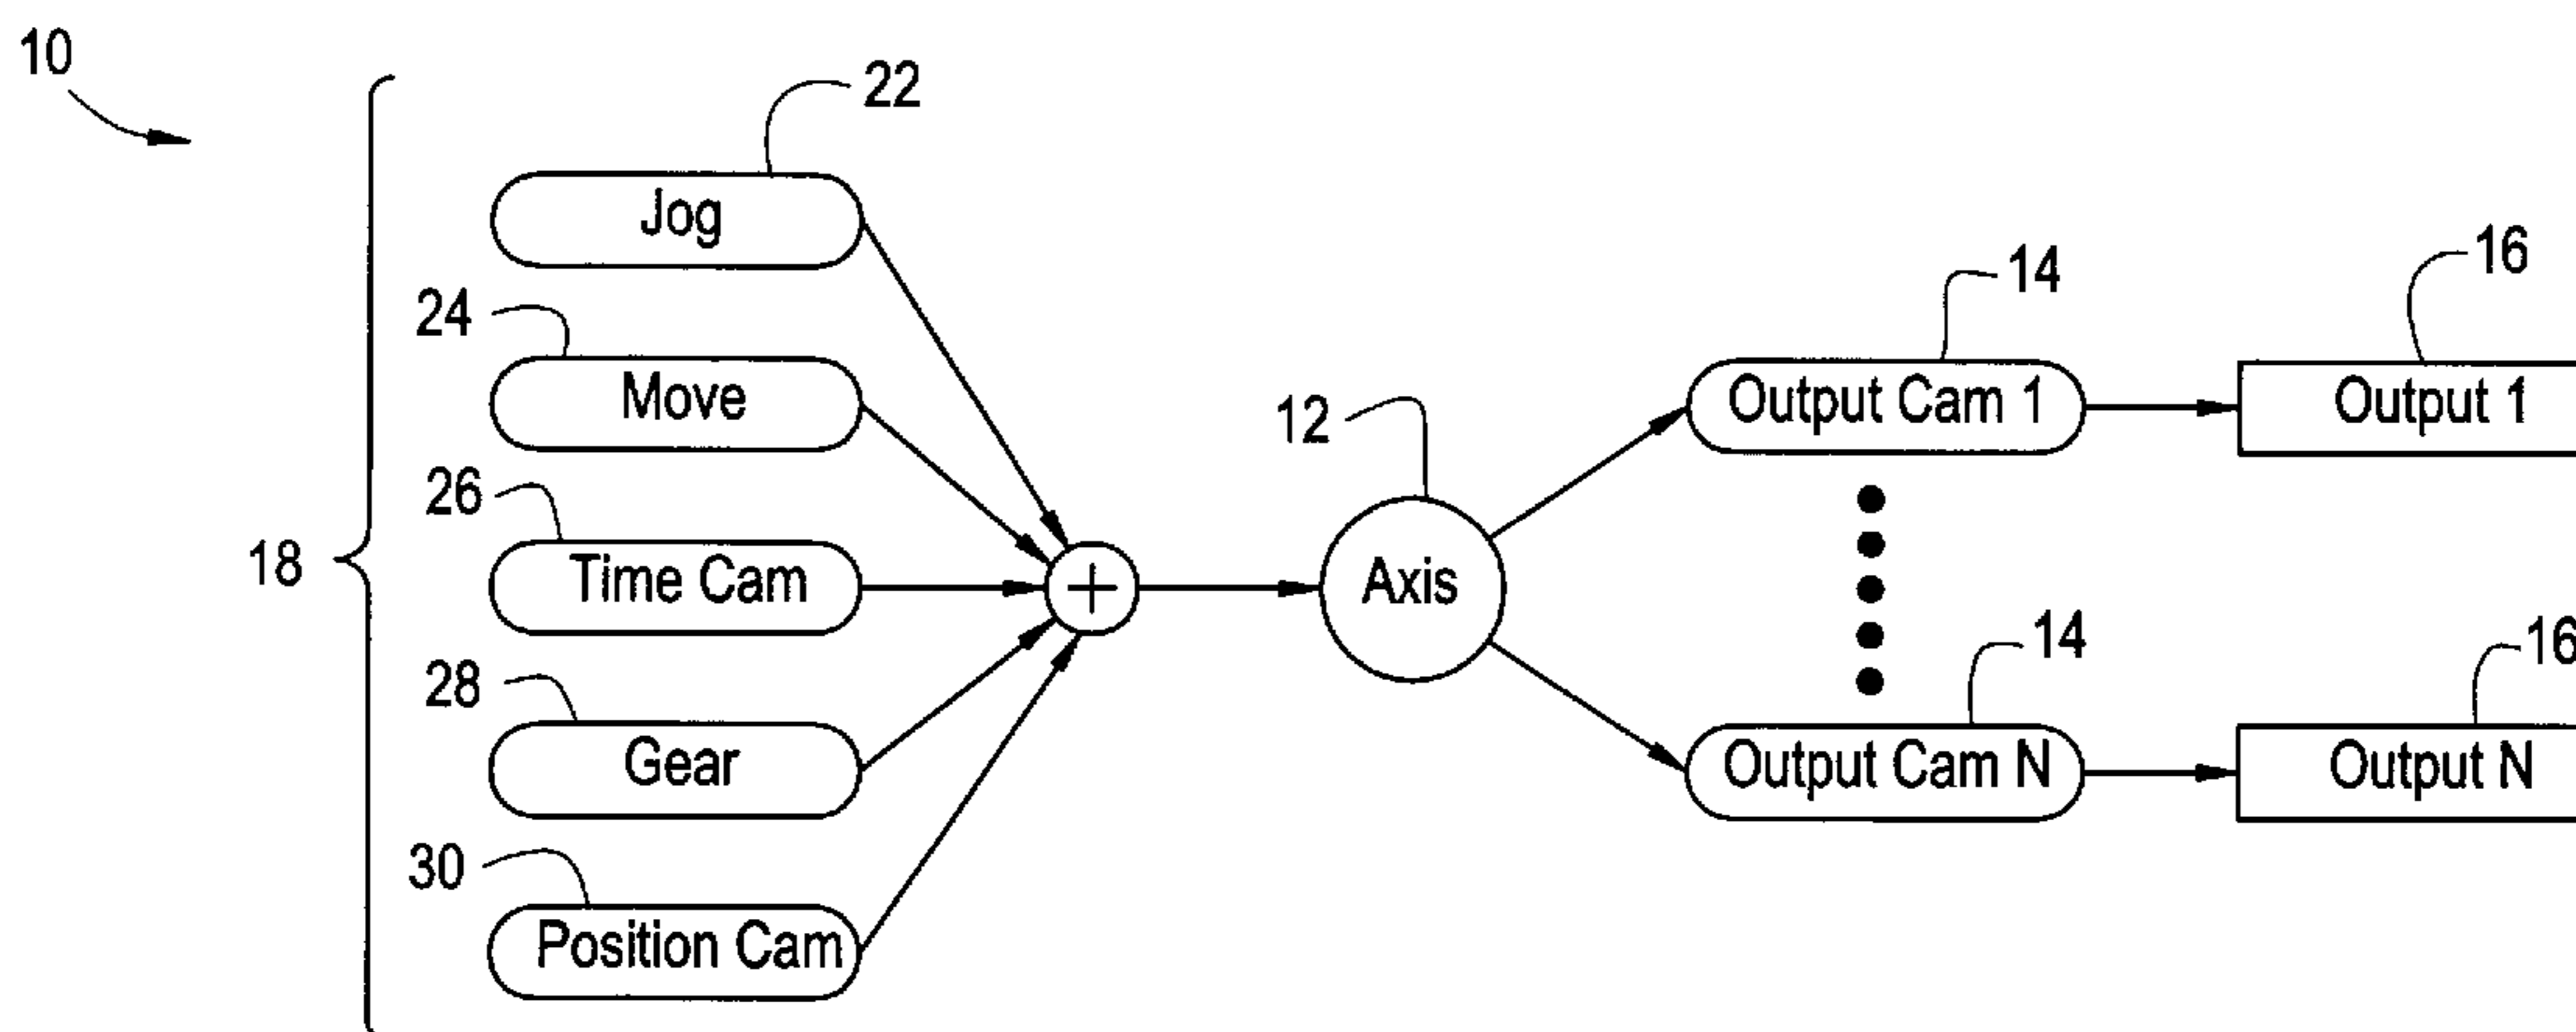 10
22
Jog
24
Move
26
Time Cam
18
28
Gear
30
Position Cam
+
12
Axis
14
Output Cam 1
16
Output 1
14
Output Cam N
16
Output N